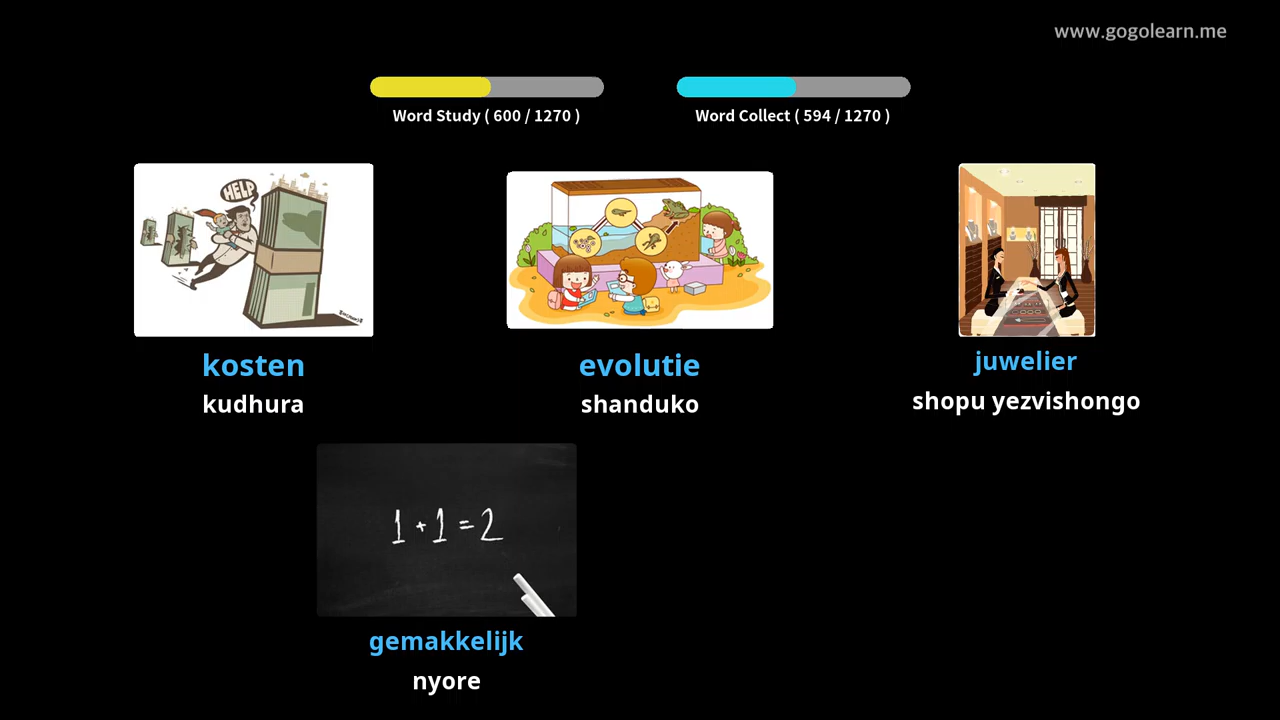 www.gogolearn.me
Word Study ( 600 / 1270 )
Word Collect ( 594 / 1270 )
HELP
kosten
kudhura
evolutie
shanduko
juwelier
shopu yezvishongo
1 + 1 = 2
gemakkelijk
nyore